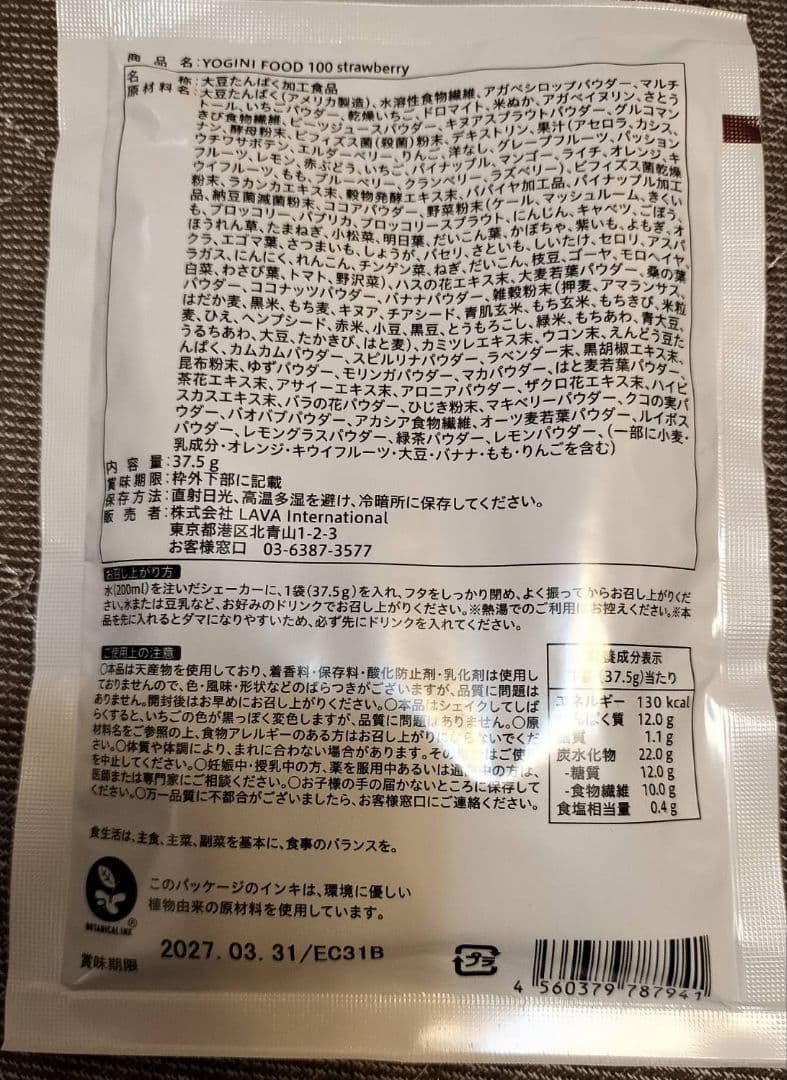 商品名:YOGINI FOOD 100 strawberry
名称:大豆たんぱく加工食品
原材料名:大豆たんぱく(アメリカ製造)、水溶性食物繊維、アガベシロップパウダー、マルチ
トール、いちごパウダー、乾燥いちご、ドロマイト、米ぬか、アガベイヌリン、さとう
きび食物繊維、ビーツジュースパウダー、キヌアスプラウトパウダー、グルコマン
ナン、酵母粉末、ビフィズス菌(殺菌)粉末、デキストリン、果汁(アセロラ、カシス、
ウチワサボテン、エルダーベリー、りんご、洋なし、グレープフルーツ、パッション
フルーツ、レモン、赤ぶどう、いちご、パイナップル、マンゴー、ライチ、オレンジ、キ
ウイフルーツ、もも、ブルーベリー、クランベリー、ラズベリー)、ビフィズス菌乾燥
粉末、ラカンカエキス末、穀物発酵エキス末、パパイヤ加工品、パイナップル加工
品、納豆菌滅菌粉末、ココアパウダー、野菜粉末(ケール、マッシュルーム、きくい
も、ブロッコリー、パプリカ、ブロッコリースプラウト、にんじん、キャベツ、ごぼう、
ほうれん草、たまねぎ、小松菜、明日葉、だいこん葉、かぼちゃ、紫いも、よもぎ、オ
クラ、エゴマ葉、さつまいも、しょうが、パセリ、さといも、しいたけ、セロリ、アスパ
ラガス、にんにく、れんこん、チンゲン菜、ねぎ、だいこん、枝豆、ゴーヤ、モロヘイヤ、
白菜、わさび葉、トマト、野沢菜)、ハスの花エキス末、大麦若葉パウダー、桑の葉
パウダー、ココナッツパウダー、バナナパウダー、雑穀粉末(押麦、アマランサス、
はだか麦、黒米、もち麦、キヌア、チアシード、青肌玄米、もち玄米、もちきび、米粒
麦、ひえ、ヘンプシード、赤米、小豆、黒豆、とうもろこし、緑米、もちあわ、青大豆、
うるちあわ、大豆、たかきび、はと麦)、カミツレエキス末、ウコン末、えんどう豆た
んぱく、カムカムパウダー、スピルリナパウダー、ラベンダー末、黒胡椒エキス末、
昆布粉末、ゆずパウダー、モリンガパウダー、マカパウダー、はと麦若葉パウダー、
茶花エキス末、アサイーエキス末、アロニアパウダー、ザクロ花エキス末、ハイビ
スカスエキス末、バラの花パウダー、ひじき粉末、マキベリーパウダー、クコの実パ
ウダー、バオバブパウダー、アカシア食物繊維、オーツ麦若葉パウダー、ルイボス
パウダー、レモングラスパウダー、緑茶パウダー、レモンパウダー、(一部に小麦・
乳成分・オレンジ・キウイフルーツ・大豆・バナナ・もも・りんごを含む)
内容量:37.5g
賞味期限:枠外下部に記載
保存方法:直射日光、高温多湿を避け、冷暗所に保存してください。
販売者:株式会社 LAVA International
東京都港区北青山1-2-3
お客様窓口 03-6387-3577
お召し上がり方
水(200ml)を注いだシェーカーに、1袋(37.5g)を入れ、フタをしっかり閉め、よく振ってからお召し上がりくだ
さい。水または豆乳など、お好みのドリンクでお召し上がりください。※熱湯でのご利用はお控えください。※本
品を先に入れるとダマになりやすいため、必ず先にドリンクを入れてください。
ご使用上の注意
〇本品は天産物を使用しており、着香料・保存料・酸化防止剤・乳化剤は使用し
ておりませんので、色・風味・形状などのばらつきがございますが、品質に問題は
ありません。開封後はお早めにお召し上がりください。〇本品はシェイクしてしば
らくすると、いちごの色が黒っぽく変色しますが、品質に問題はありません。〇原
材料名をご参照の上、食物アレルギーのある方はお召し上がりにならないでくだ
さい。〇体質や体調により、まれに合わない場合があります。その はご使
を中止してください。〇妊娠中・授乳中の方、薬を服用中あるいは通 中の方は、
医師または専門家にご相談ください。〇お子様の手の届かないところに保存して
ください。〇万一品質に不都合がございましたら、お客様窓口にご連絡ください。
養成分表示
(37.5g)当たり
エネルギー 130 kcal
ぱく質 12.0 g
質 1.1 g
炭水化物 22.0 g
-糖質 12.0 g
-食物繊維 10.0 g
食塩相当量 0.4 g
食生活は、主食、主菜、副菜を基本に、食事のバランスを。
BOTANICAL INK
このパッケージのインキは、環境に優しい
植物由来の原材料を使用しています。
賞味期限 2027.03.31/EC31B
プラ
4 560379 787941